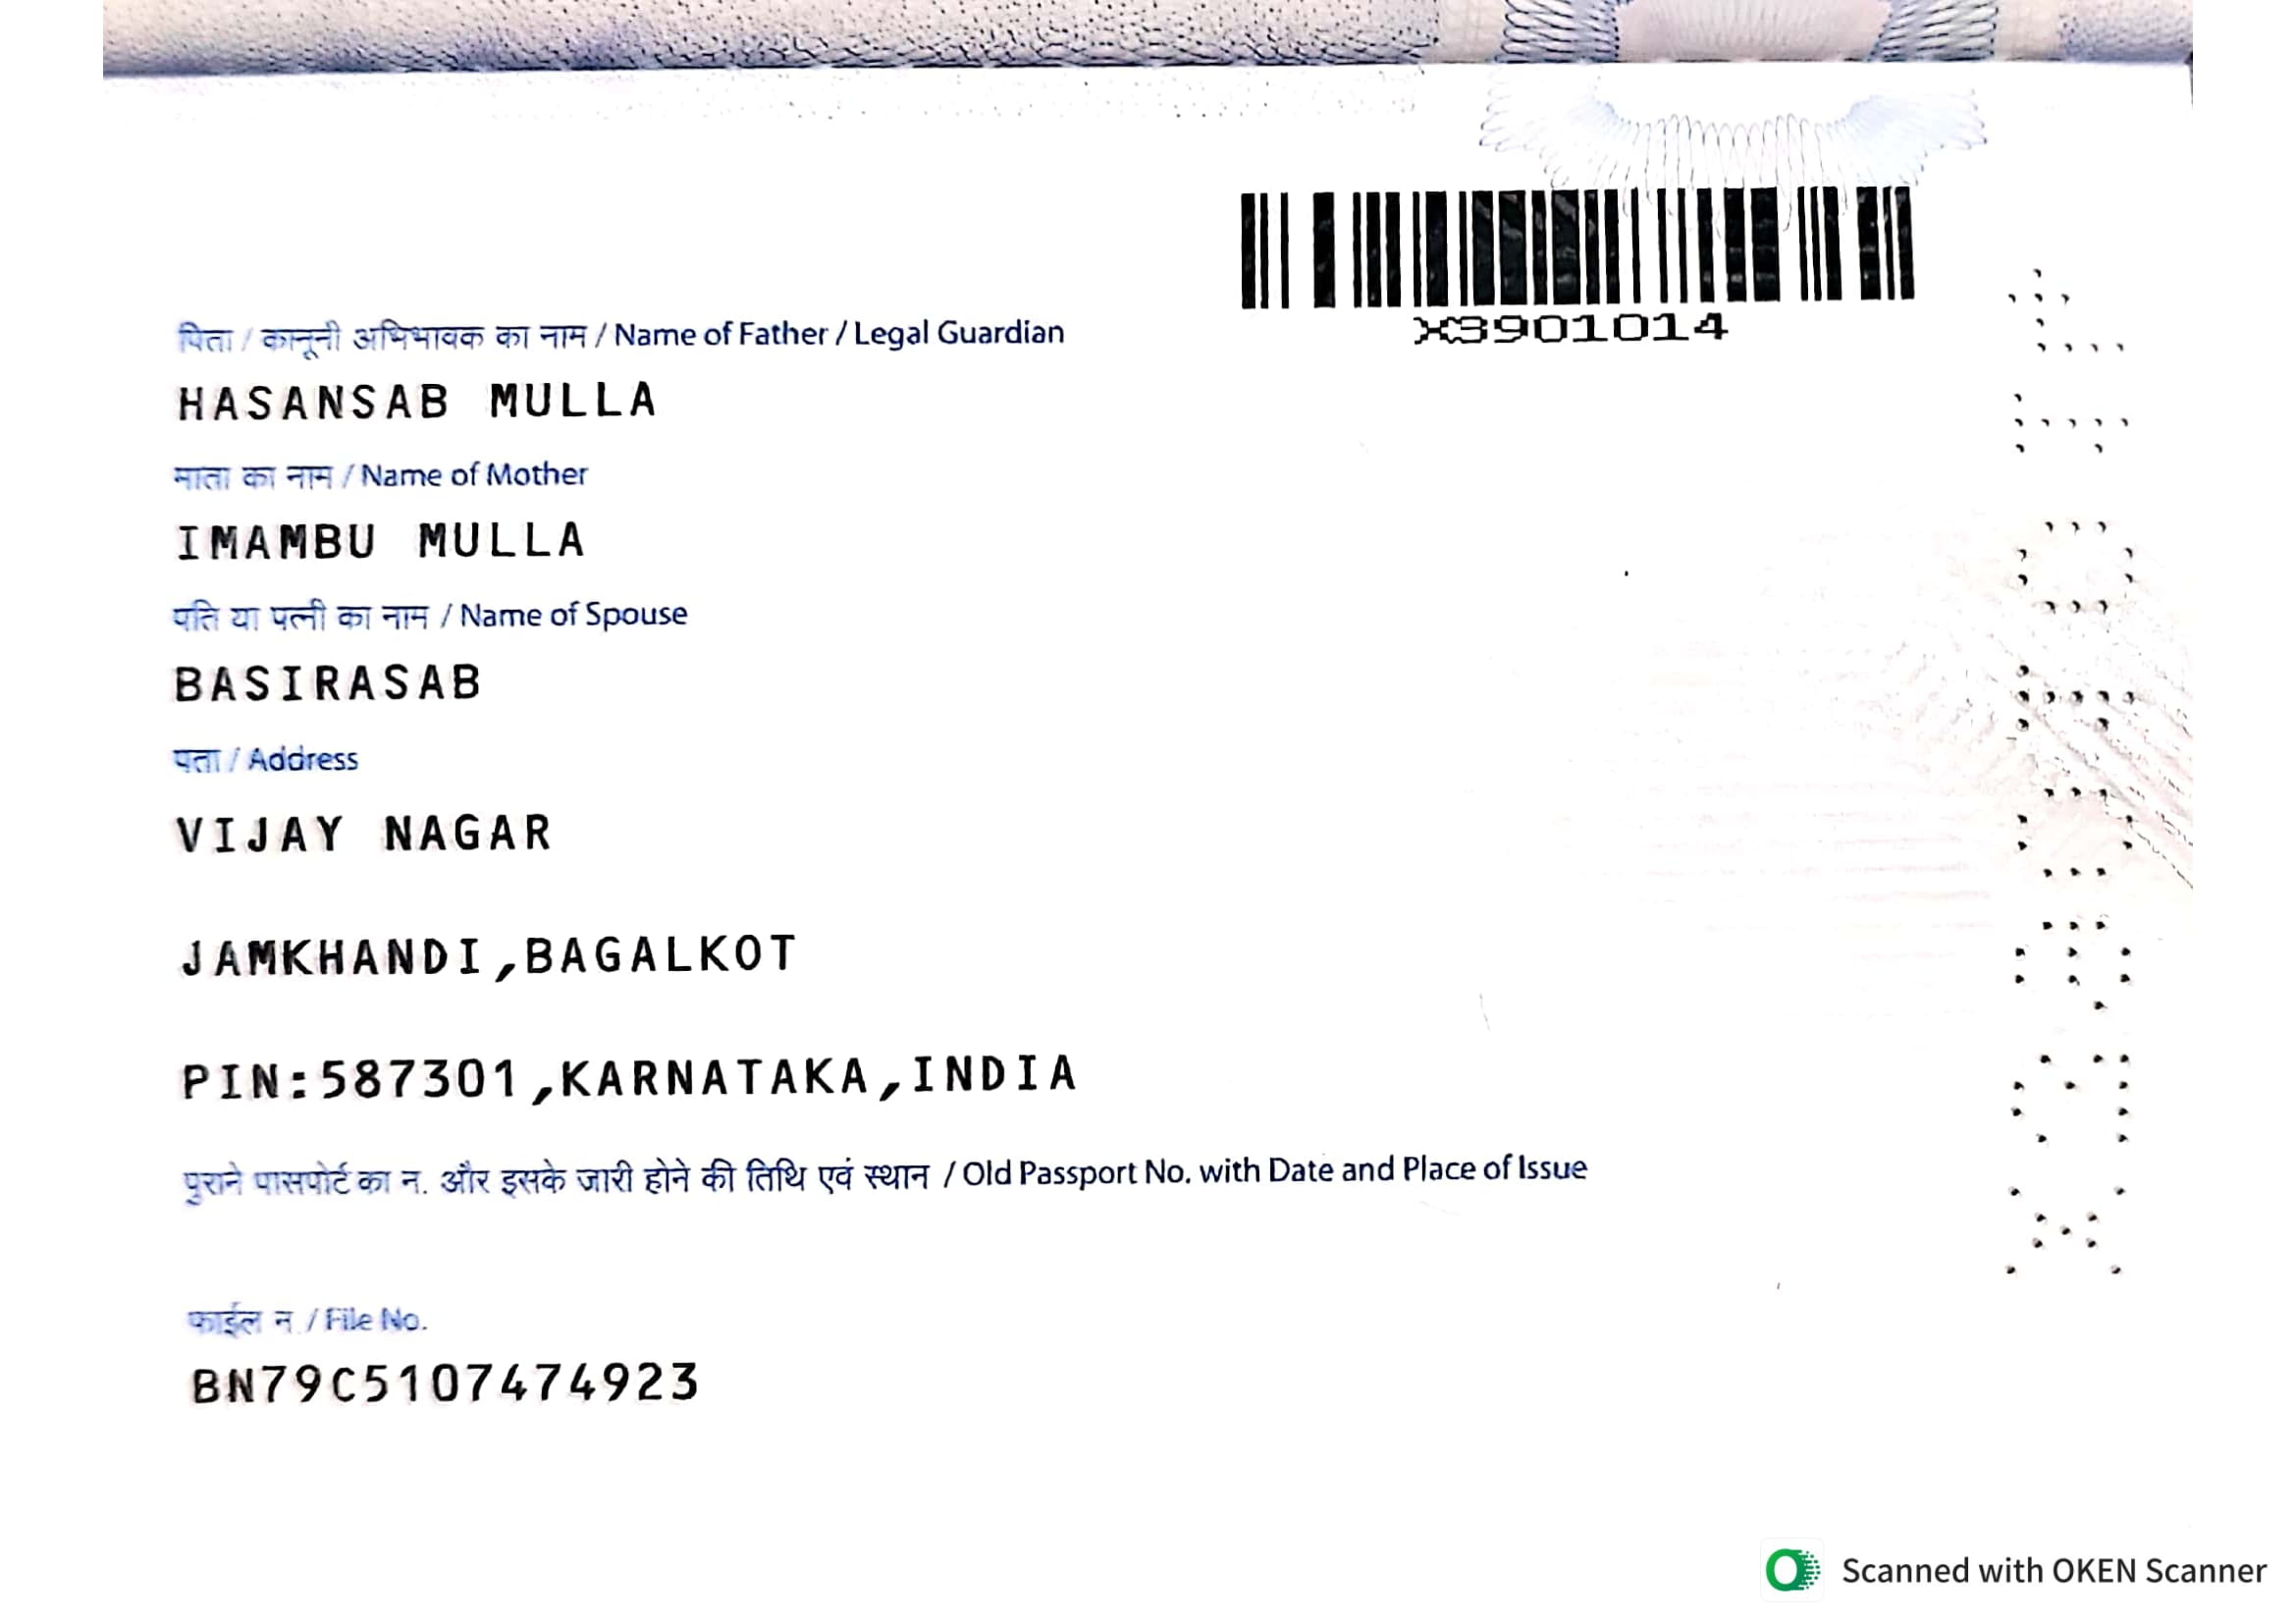 X3901014
पिता / कानूनी अभिभावक का नाम / Name of Father / Legal Guardian
HASANSAB MULLA
माता का नाम / Name of Mother
IMAMBU MULLA
पति या पत्नी का नाम / Name of Spouse
BASIRASAB
पता / Address
VIJAY NAGAR
JAMKHANDI,BAGALKOT
PIN:587301,KARNATAKA,INDIA
पुराने पासपोर्ट का न. और इसके जारी होने की तिथि एवं स्थान / Old Passport No. with Date and Place of Issue
फाईल न. / File No.
BN79C5107474923
X3901014
Scanned with OKEN Scanner